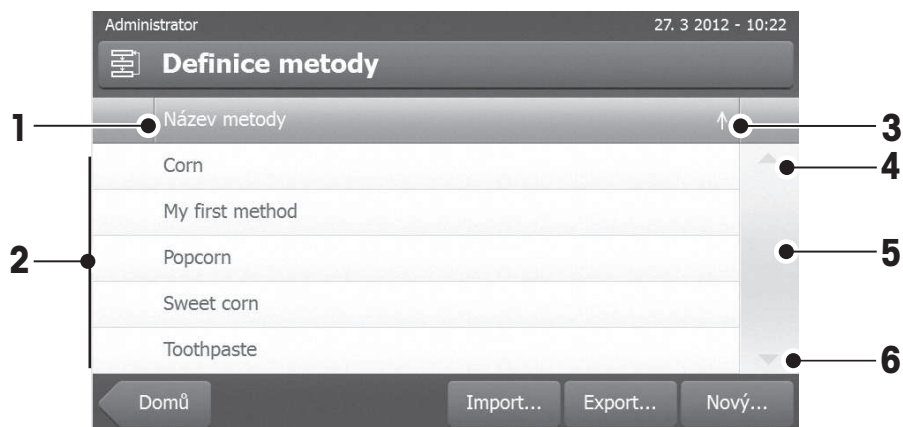 Administrator 27. 3 2012 - 10:22
Definice metody
1 Název metody 3
Corn 4
My first method
2 Popcorn 5
Sweet corn
Toothpaste 6
Domů Import... Export... Nový...